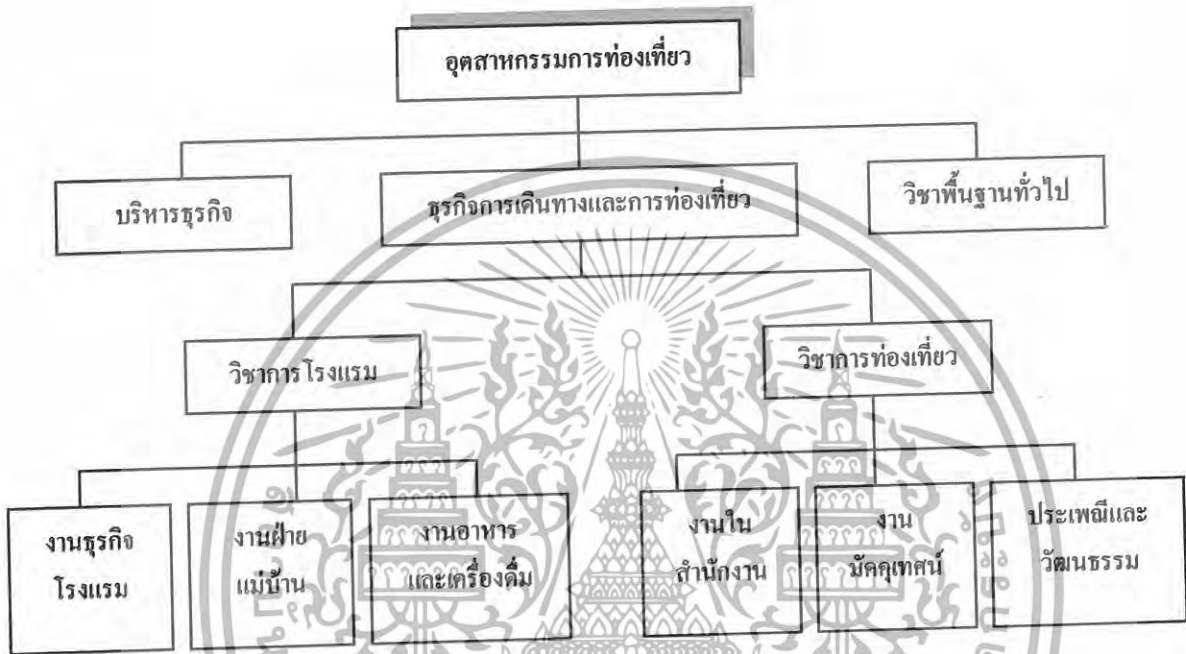 อุตสาหกรรมการท่องเที่ยว
บริหารธุรกิจ
ธุรกิจการเดินทางและการท่องเที่ยว
วิชาพื้นฐานทั่วไป
วิชาการโรงแรม
วิชาการท่องเที่ยว
งานธุรกิจ
โรงแรม
งานฝ่าย
แม่บ้าน
งานอาหาร
และเครื่องดื่ม
งานใน
สำนักงาน
งาน
มัคคุเทศน์
ประเพณีและ
วัฒนธรรม